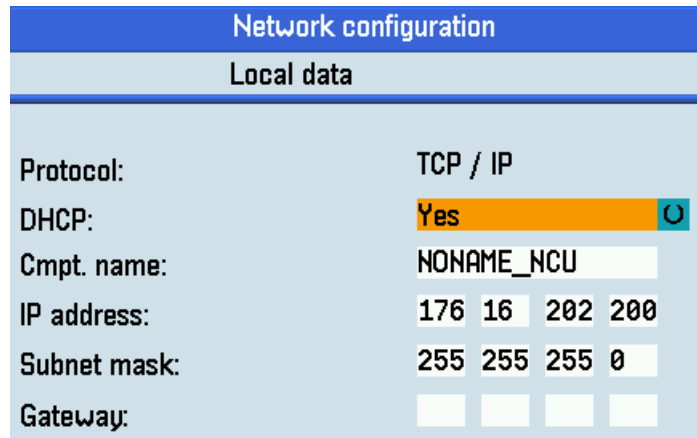 Network configuration
Local data
Protocol: TCP / IP
DHCP: Yes
Cmpt. name: NONAME_NCU
IP address: 176 16 202 200
Subnet mask: 255 255 255 0
Gateway: